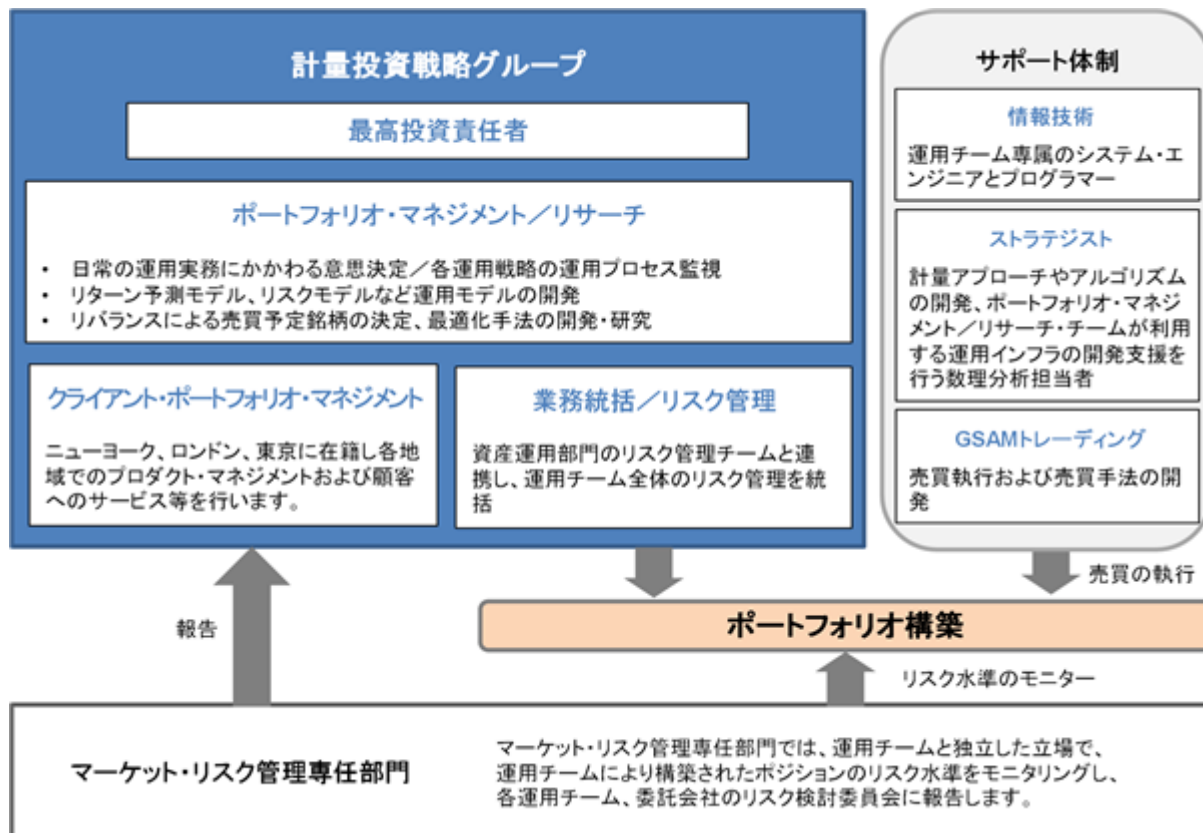 計量投資戦略グループ
最高投資責任者
ポートフォリオ・マネジメント／リサーチ
• 日常の運用実務にかかわる意思決定／各運用戦略の運用プロセス監視
• リターン予測モデル、リスクモデルなど運用モデルの開発
• リバランスによる売買予定銘柄の決定、最適化手法の開発・研究
クライアント・ポートフォリオ・マネジメント
ニューヨーク、ロンドン、東京に在籍し各地
域でのプロダクト・マネジメントおよび顧客
へのサービス等を行います。
業務統括／リスク管理
資産運用部門のリスク管理チームと連
携し、運用チーム全体のリスク管理を統
括
サポート体制
情報技術
運用チーム専属のシステム・エ
ンジニアとプログラマー
ストラテジスト
計量アプローチやアルゴリズム
の開発、ポートフォリオ・マネジ
メント／リサーチ・チームが利用
する運用インフラの開発支援を
行う数理分析担当者
GSAMトレーディング
売買執行および売買手法の開
発
売買の執行
報告
ポートフォリオ構築
リスク水準のモニター
マーケット・リスク管理専任部門
マーケット・リスク管理専任部門では、運用チームと独立した立場で、
運用チームにより構築されたポジションのリスク水準をモニタリングし、
各運用チーム、委託会社のリスク検討委員会に報告します。